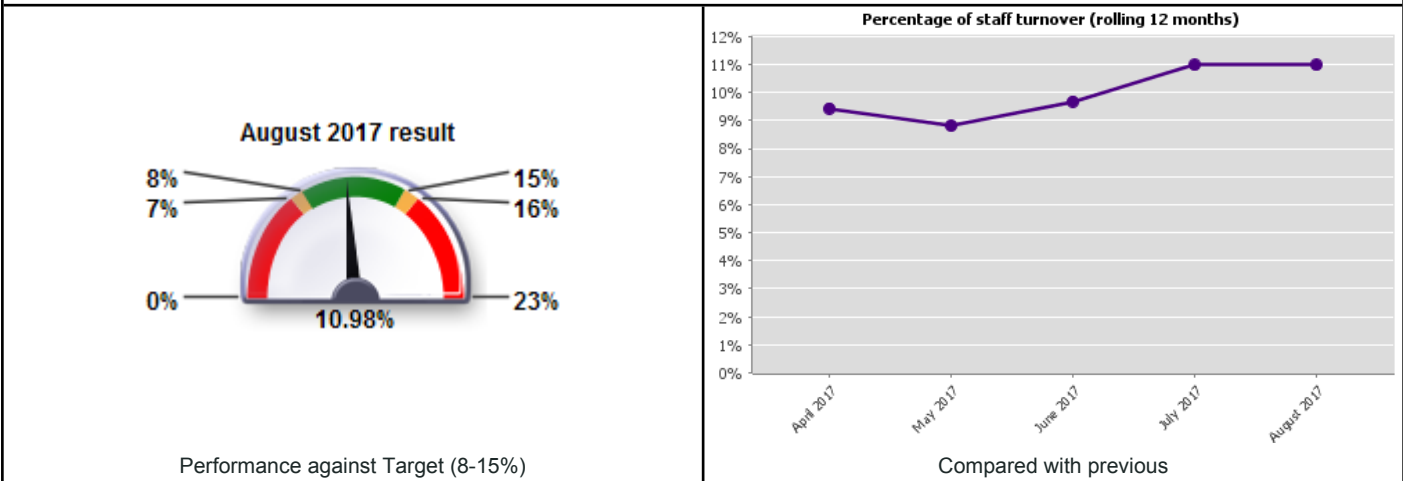 August 2017 result
8%
7%
0%
15%
16%
23%
10.98%
Performance against Target (8-15%)
Percentage of staff turnover (rolling 12 months)
12%
11%
10%
9%
8%
7%
6%
5%
4%
3%
2%
1%
0%
April 2017
May 2017
June 2017
July 2017
August 2017
Compared with previous